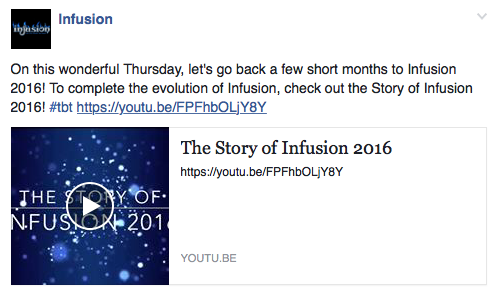 Infusion
Infusion
On this wonderful Thursday, let's go back a few short months to Infusion
2016! To complete the evolution of Infusion, check out the Story of Infusion
2016! #tbt https://youtu.be/FPFhbOLjY8Y
THE STORY OF
NFUSION 201
The Story of Infusion 2016
https://youtu.be/FPFhbOLjY8Y
YOUTU.BE